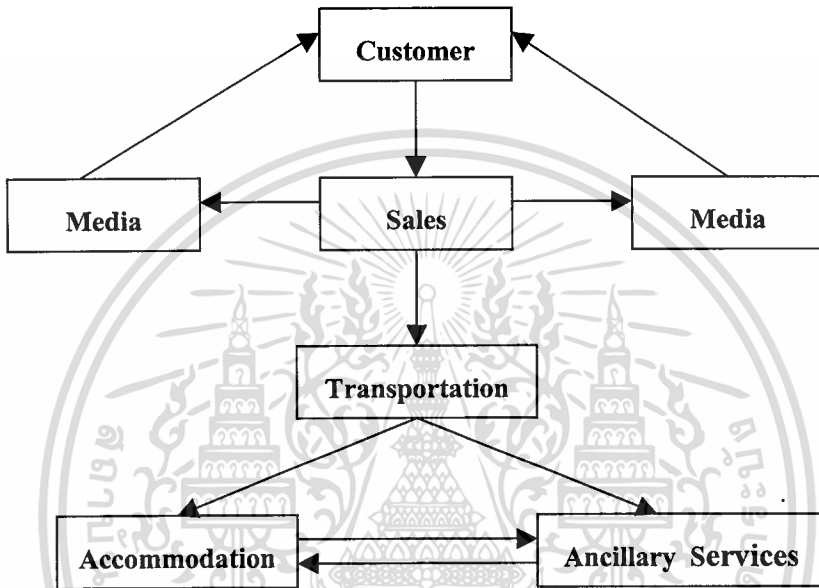 Customer
Media
Sales
Media
Transportation
Accommodation
Ancillary Services